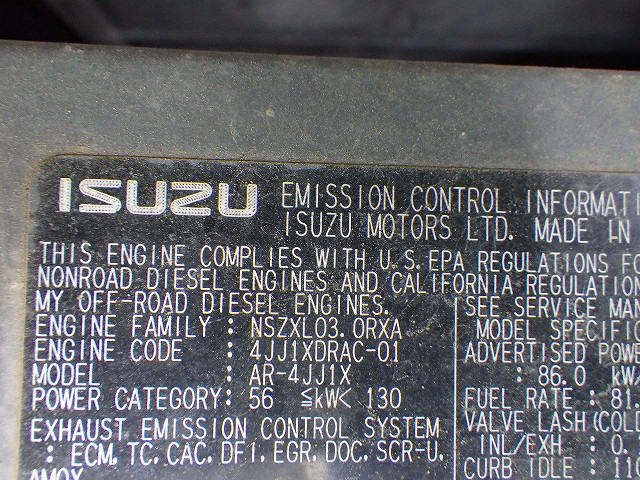 ISUZU EMISSION CONTROL INFORMATI
ISUZU MOTORS LTD. MADE IN
THIS ENGINE COMPLIES WITH U.S.EPA REGULATIONS FO
NONROAD DIESEL ENGINES AND CALIFORNIA REGULATION
MY OFF-ROAD DIESEL ENGINES.
ENGINE FAMILY : NSZXL03.0RXA
ENGINE CODE : 4JJ1XDRAC-01
MODEL : AR-4JJ1X
POWER CATEGORY: 56 ≦kW< 130
EXHAUST EMISSION CONTROL SYSTEM
: ECM, TC, CAC, DFI, EGR, DOC, SCR-U,
AMOX
SEE SERVICE MAN
MODEL SPECIFIC
ADVERTISED POWE
: 86.0 kW/
FUEL RATE : 81.
VALVE LASH(COLD
INL/EXH : 0.
CURB IDLE : 110